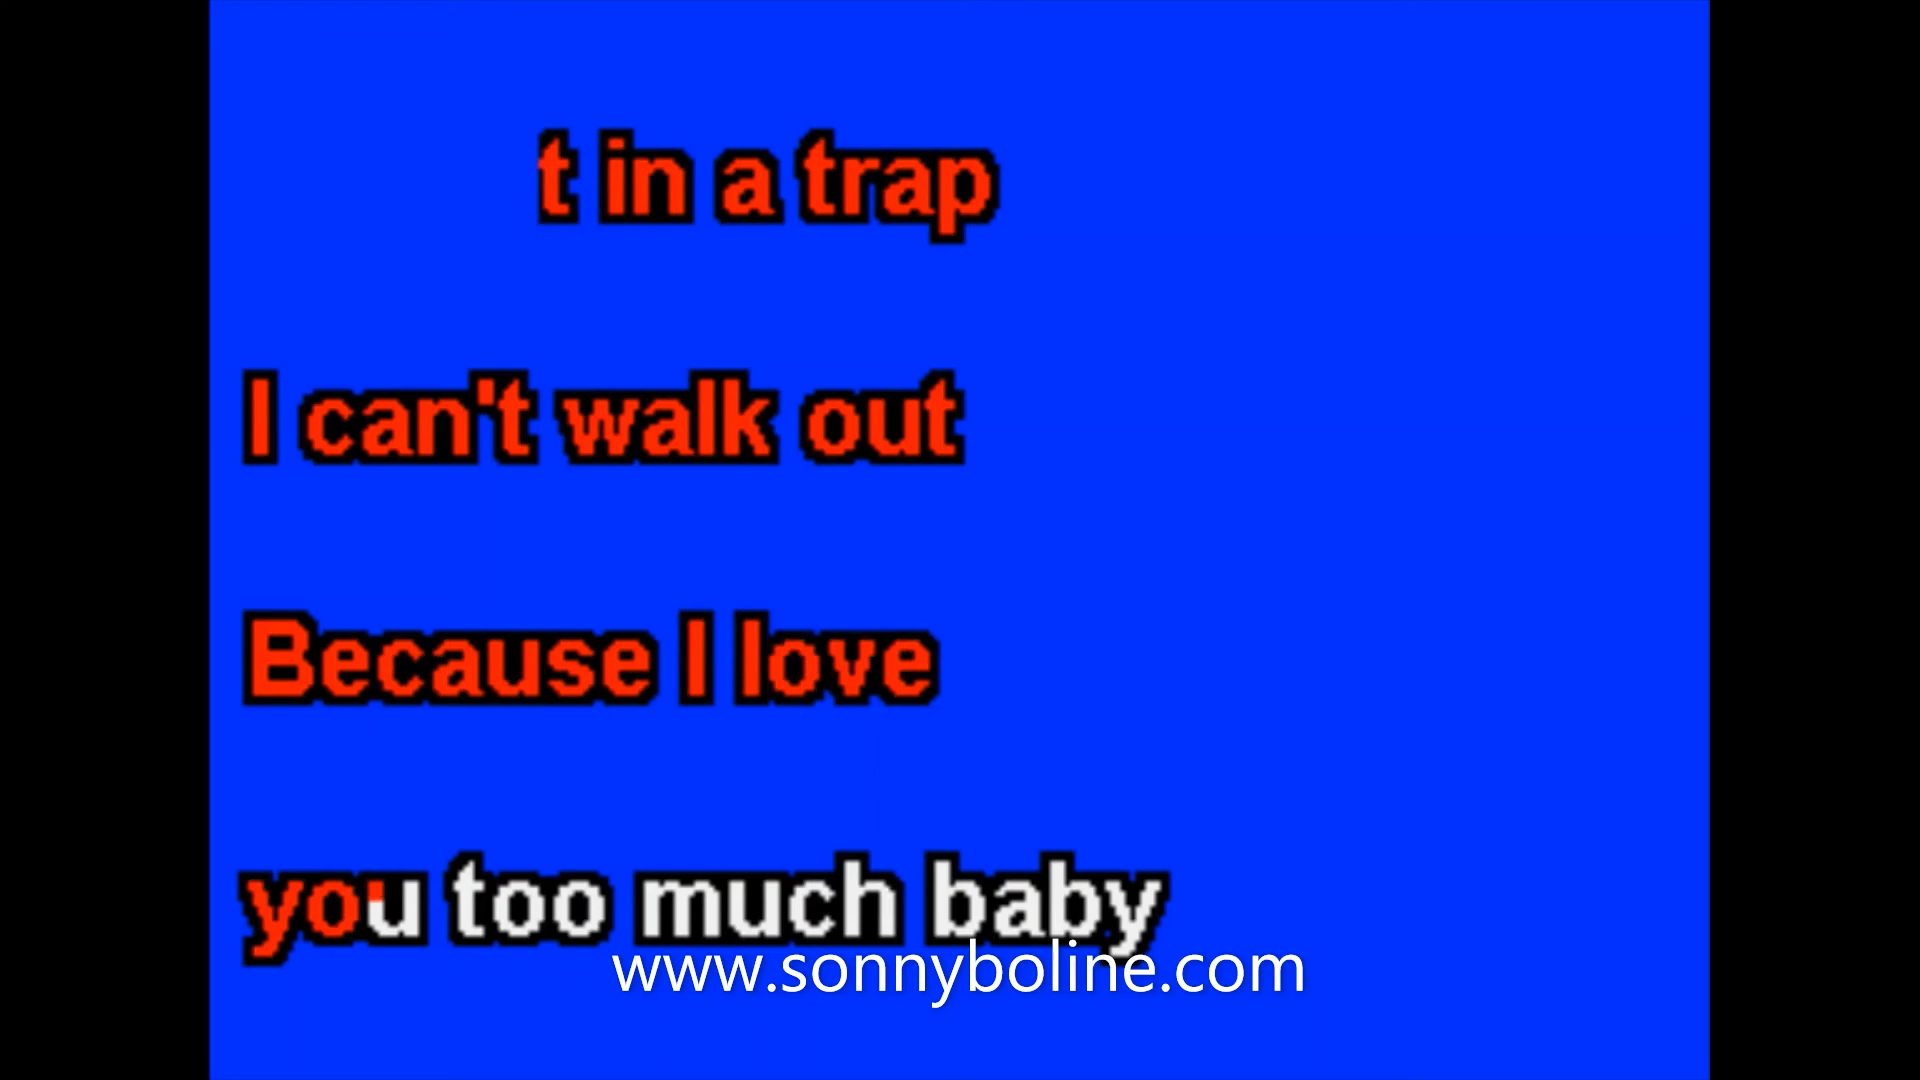 t in a trap
I can't walk out
Because I love
you too much baby
www.sonnyboline.com